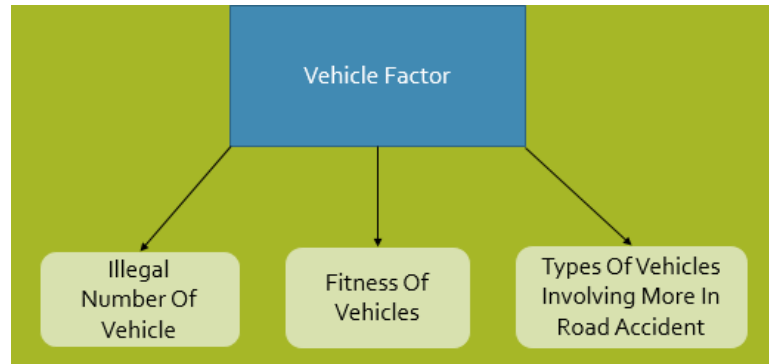 Vehicle Factor
Illegal
Number Of
Vehicle
Fitness Of
Vehicles
Types Of Vehicles
Involving More In
Road Accident